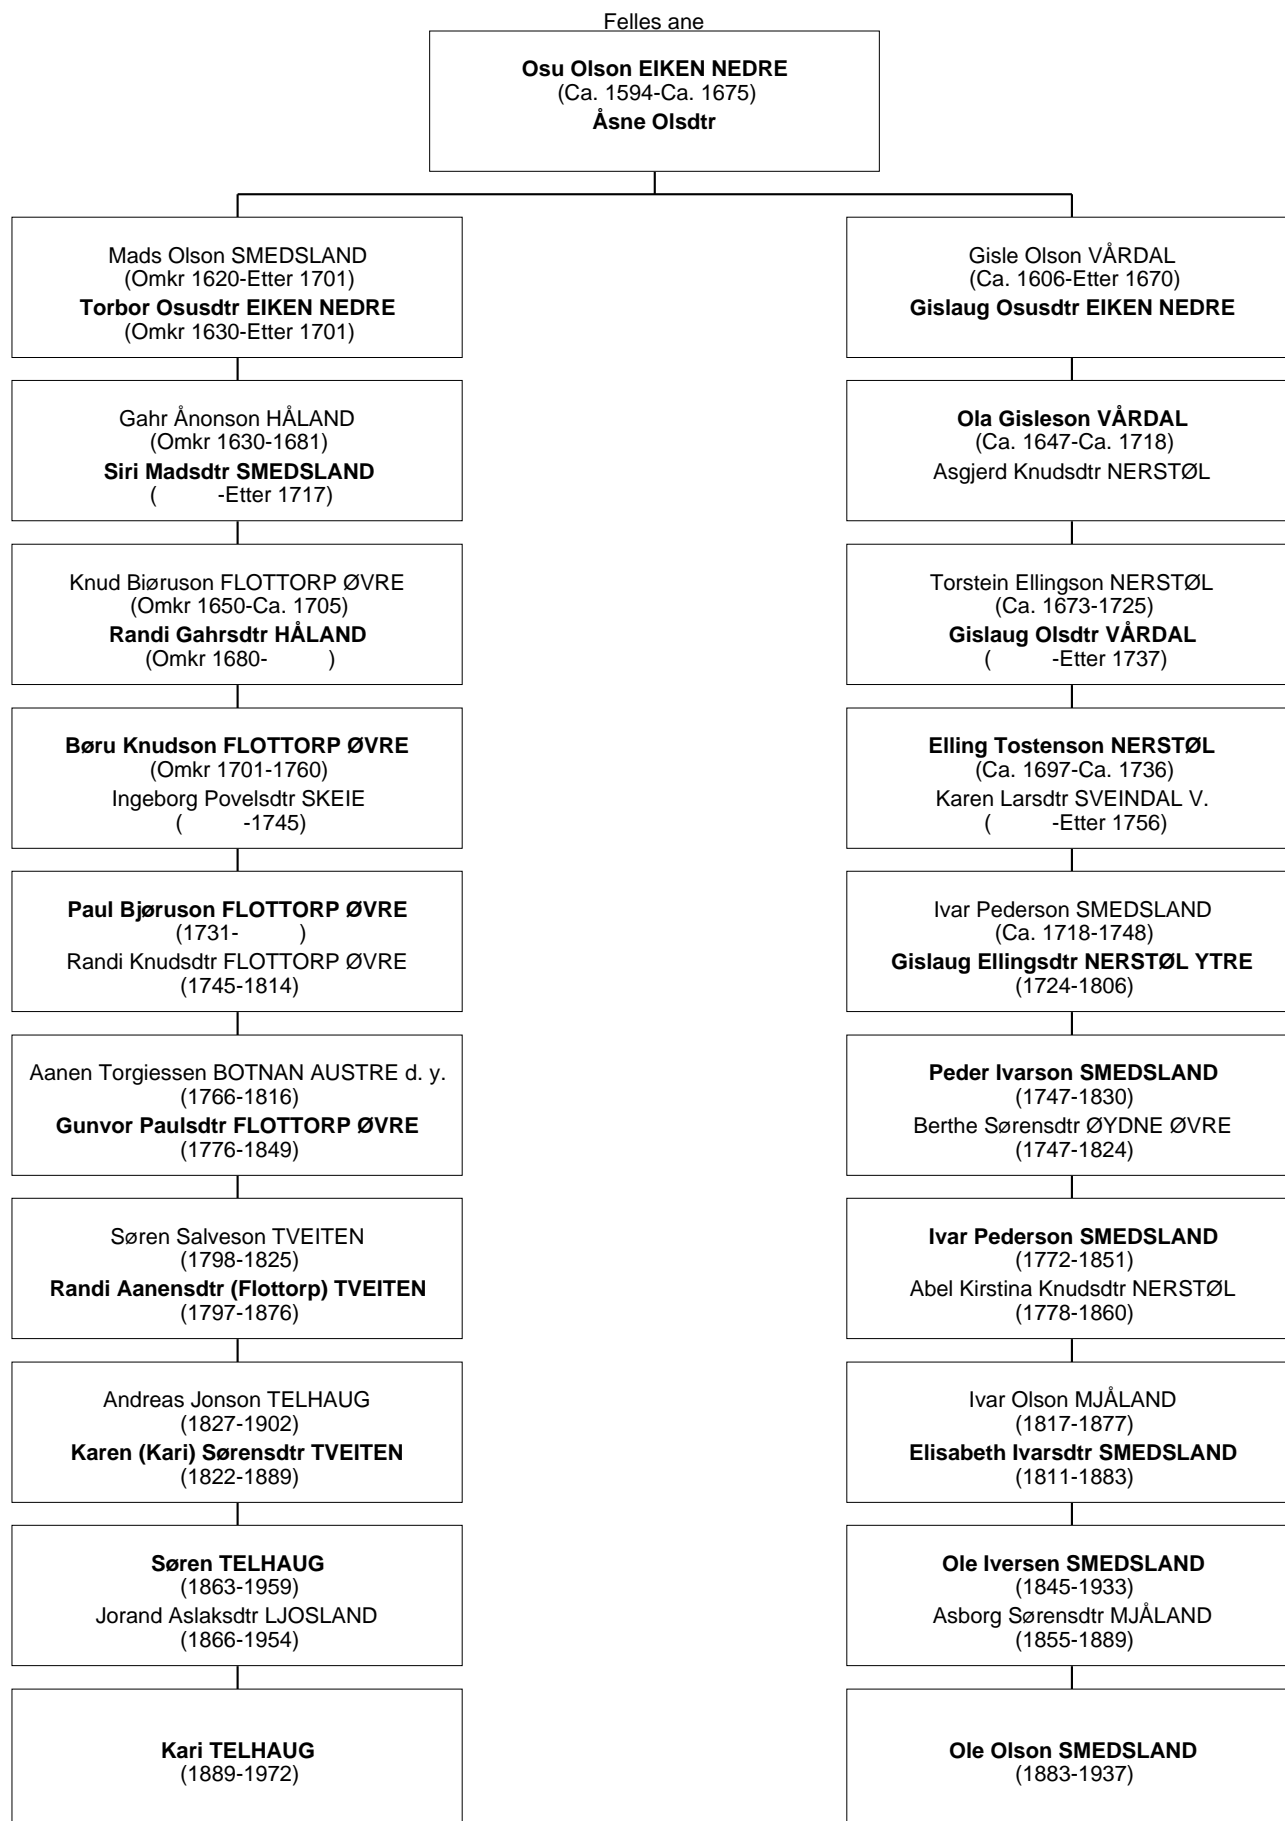 Felles ane
Osu Olson EIKEN NEDRE
(Ca. 1594-Ca. 1675)
Åsne Olsdtr
Mads Olson SMEDSLAND
(Omkr 1620-Etter 1701)
Torbor Osusdtr EIKEN NEDRE
(Omkr 1630-Etter 1701)
Gisle Olson VÅRDAL
(Ca. 1606-Etter 1670)
Gislaug Osusdtr EIKEN NEDRE
Gahr Ånonson HÅLAND
(Omkr 1630-1681)
Siri Madsdtr SMEDSLAND
(          -Etter 1717)
Ola Gisleson VÅRDAL
(Ca. 1647-Ca. 1718)
Asgjerd Knudsdtr NERSTØL
Knud Biøruson FLOTTORP ØVRE
(Omkr 1650-Ca. 1705)
Randi Gahrsdtr HÅLAND
(Omkr 1680-          )
Torstein Ellingson NERSTØL
(Ca. 1673-1725)
Gislaug Olsdtr VÅRDAL
(          -Etter 1737)
Børu Knudson FLOTTORP ØVRE
(Omkr 1701-1760)
Ingeborg Povelsdtr SKEIE
(          -1745)
Elling Tostenson NERSTØL
(Ca. 1697-Ca. 1736)
Karen Larsdtr SVEINDAL V.
(          -Etter 1756)
Paul Bjøruson FLOTTORP ØVRE
(1731-          )
Randi Knudsdtr FLOTTORP ØVRE
(1745-1814)
Ivar Pederson SMEDSLAND
(Ca. 1718-1748)
Gislaug Ellingsdtr NERSTØL YTRE
(1724-1806)
Aanen Torgiessen BOTNAN AUSTRE d. y.
(1766-1816)
Gunvor Paulsdtr FLOTTORP ØVRE
(1776-1849)
Peder Ivarson SMEDSLAND
(1747-1830)
Berthe Sørensdtr ØYDNE ØVRE
(1747-1824)
Søren Salveson TVEITEN
(1798-1825)
Randi Aanensdtr (Flottorp) TVEITEN
(1797-1876)
Ivar Pederson SMEDSLAND
(1772-1851)
Abel Kirstina Knudsdtr NERSTØL
(1778-1860)
Andreas Jonson TELHAUG
(1827-1902)
Karen (Kari) Sørensdtr TVEITEN
(1822-1889)
Ivar Olson MJÅLAND
(1817-1877)
Elisabeth Ivarsdtr SMEDSLAND
(1811-1883)
Søren TELHAUG
(1863-1959)
Jorand Aslaksdtr LJOSLAND
(1866-1954)
Ole Iversen SMEDSLAND
(1845-1933)
Asborg Sørensdtr MJÅLAND
(1855-1889)
Kari TELHAUG
(1889-1972)
Ole Olson SMEDSLAND
(1883-1937)